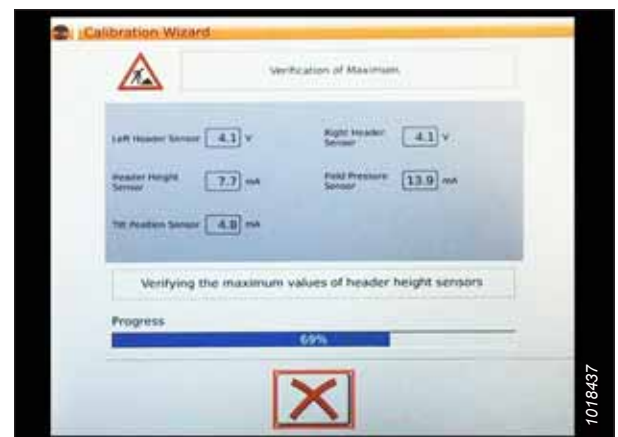 Calibration Wizard
Verification of Maximum
Left Header Sensor 4.1 V
Right Header Sensor 4.1 V
Header Height Sensor 7.7 mA
Field Pressure Sensor 13.9 mA
Tilt Position Sensor 4.8 mA
Verifying the maximum values of header height sensors
Progress
69%
1018437